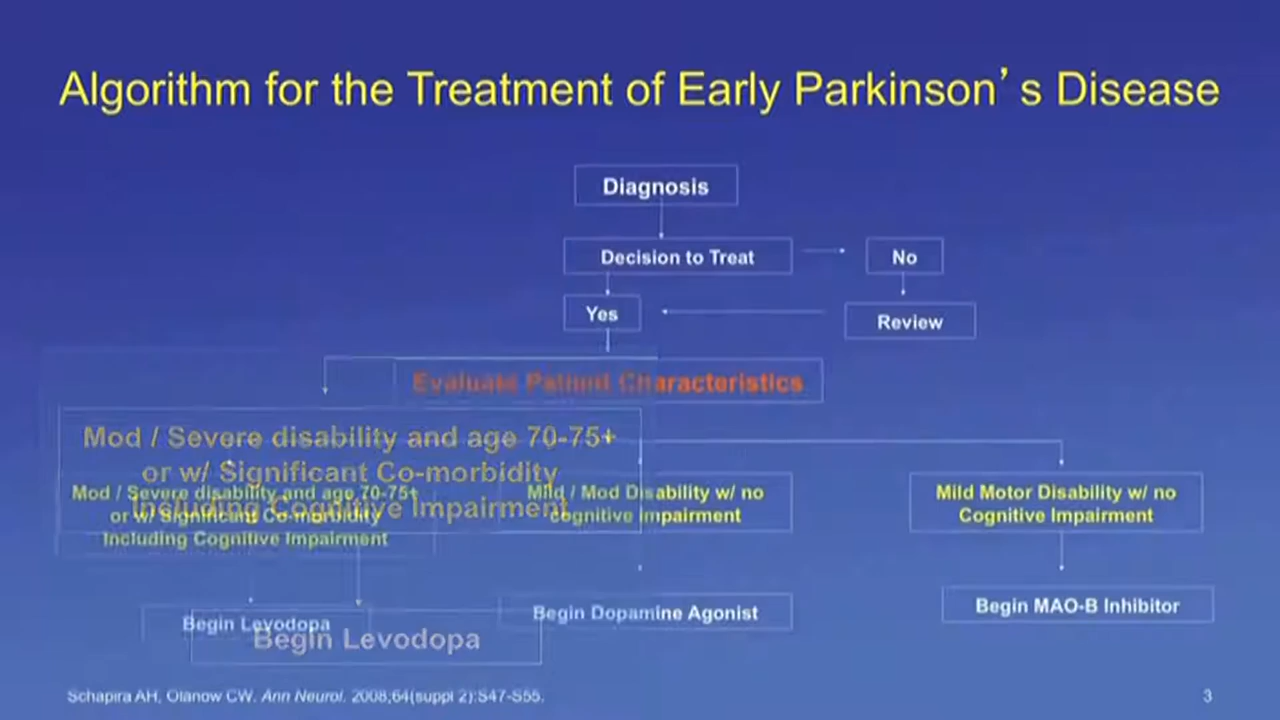 Algorithm for the Treatment of Early Parkinson’s Disease
Diagnosis
Decision to Treat
No
Yes
Review
Evaluate Patient Characteristics
Mod / Severe disability and age 70-75+
or w/ Significant Co-morbidity
Including Cognitive Impairment
Mod / Severe disability and age 70-75+
or w/ Significant Co-morbidity
Including Cognitive Impairment
Mild / Mod Disability w/ no
cognitive impairment
Mild Motor Disability w/ no
Cognitive Impairment
Begin Levodopa
Begin Levodopa
Begin Dopamine Agonist
Begin MAO-B Inhibitor
Schapira AH, Olanow CW. Ann Neurol. 2008;64(suppl 2):S47-S55.
3